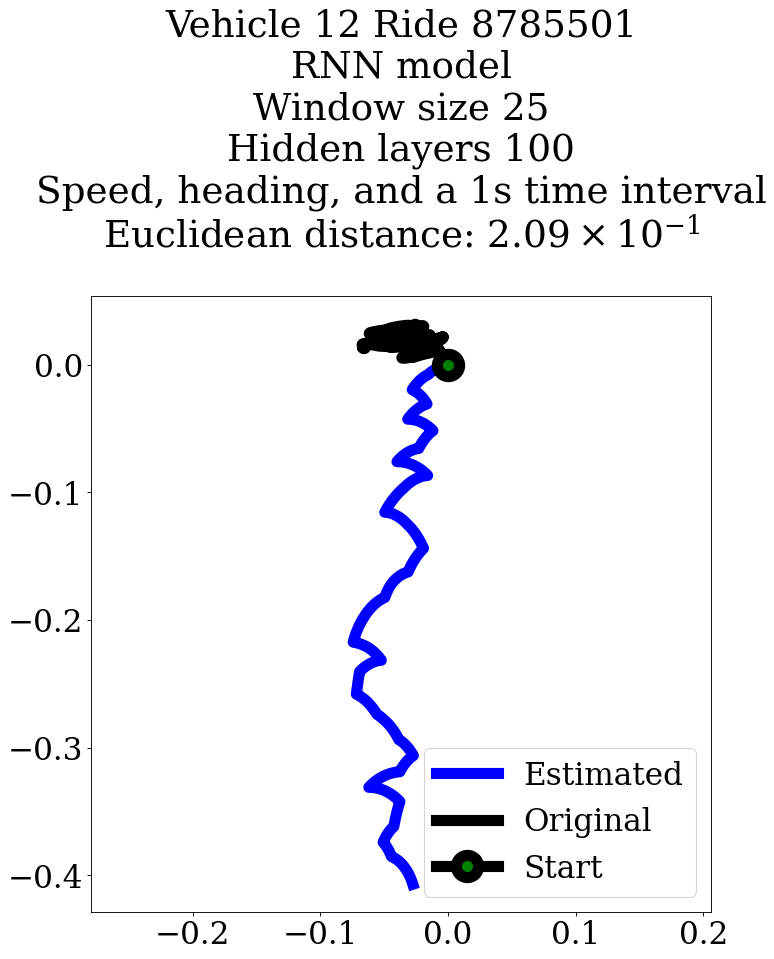 Vehicle 12 Ride 8785501
RNN model
Window size 25
Hidden layers 100
Speed, heading, and a 1s time interval
Euclidean distance: 2.09 × 10⁻¹
0.0
−0.1
−0.2
−0.3
−0.4
Estimated
Original
Start
−0.2 −0.1 0.0 0.1 0.2